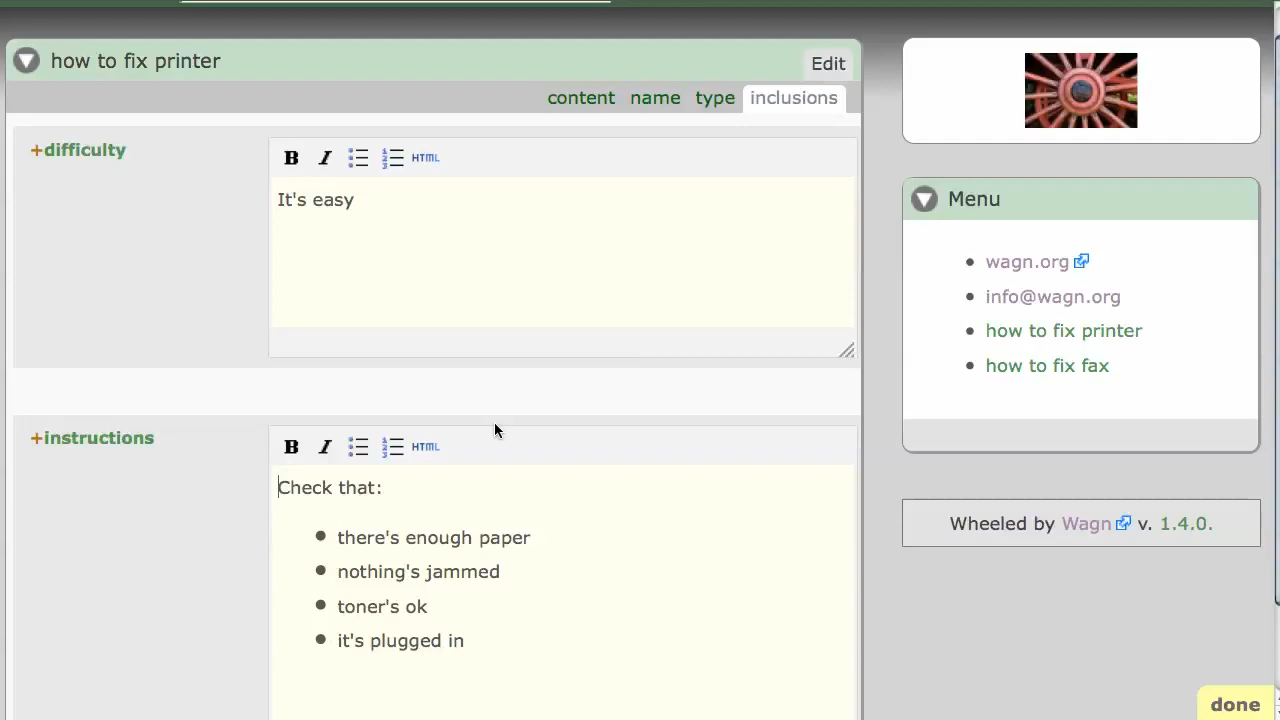 how to fix printer
Edit
content name type inclusions
+difficulty
B I HTML
It's easy
+instructions
B I HTML
Check that:
there's enough paper
nothing's jammed
toner's ok
it's plugged in
Menu
wagn.org
info@wagn.org
how to fix printer
how to fix fax
Wheeled by Wagn v. 1.4.0.
done